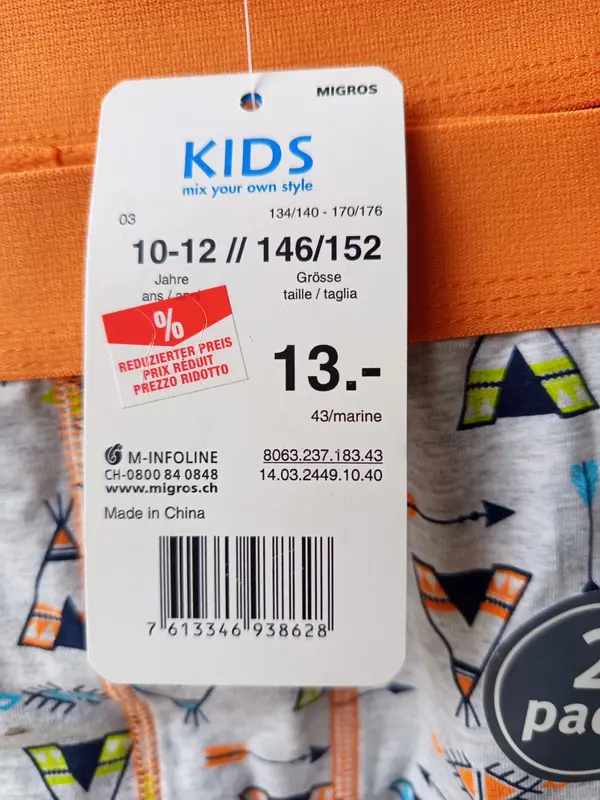 MIGROS
KIDS
mix your own style
03
134/140 - 170/176
10-12 // 146/152
Jahre
Grösse
ans /
taille / taglia
%
REDUZIERTER PREIS
PRIX RÉDUIT
PREZZO RIDOTTO
13.-
43/marine
M-INFOLINE
8063.237.183.43
CH-0800 84 0848
14.03.2449.10.40
www.migros.ch
Made in China
7 613346 938628
2